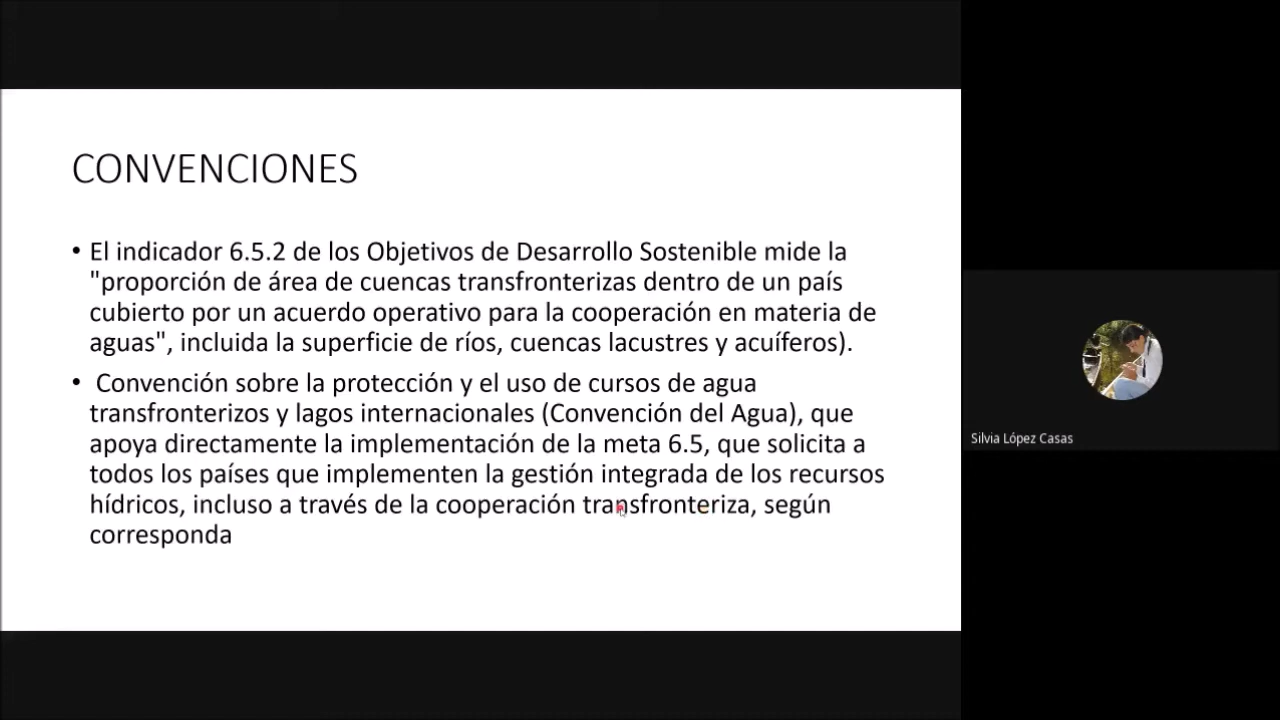 CONVENCIONES
• El indicador 6.5.2 de los Objetivos de Desarrollo Sostenible mide la
"proporción de área de cuencas transfronterizas dentro de un país
cubierto por un acuerdo operativo para la cooperación en materia de
aguas", incluida la superficie de ríos, cuencas lacustres y acuíferos).
• Convención sobre la protección y el uso de cursos de agua
transfronterizos y lagos internacionales (Convención del Agua), que
apoya directamente la implementación de la meta 6.5, que solicita a
todos los países que implementen la gestión integrada de los recursos
hídricos, incluso a través de la cooperación transfronteriza, según
corresponda
Silvia López Casas